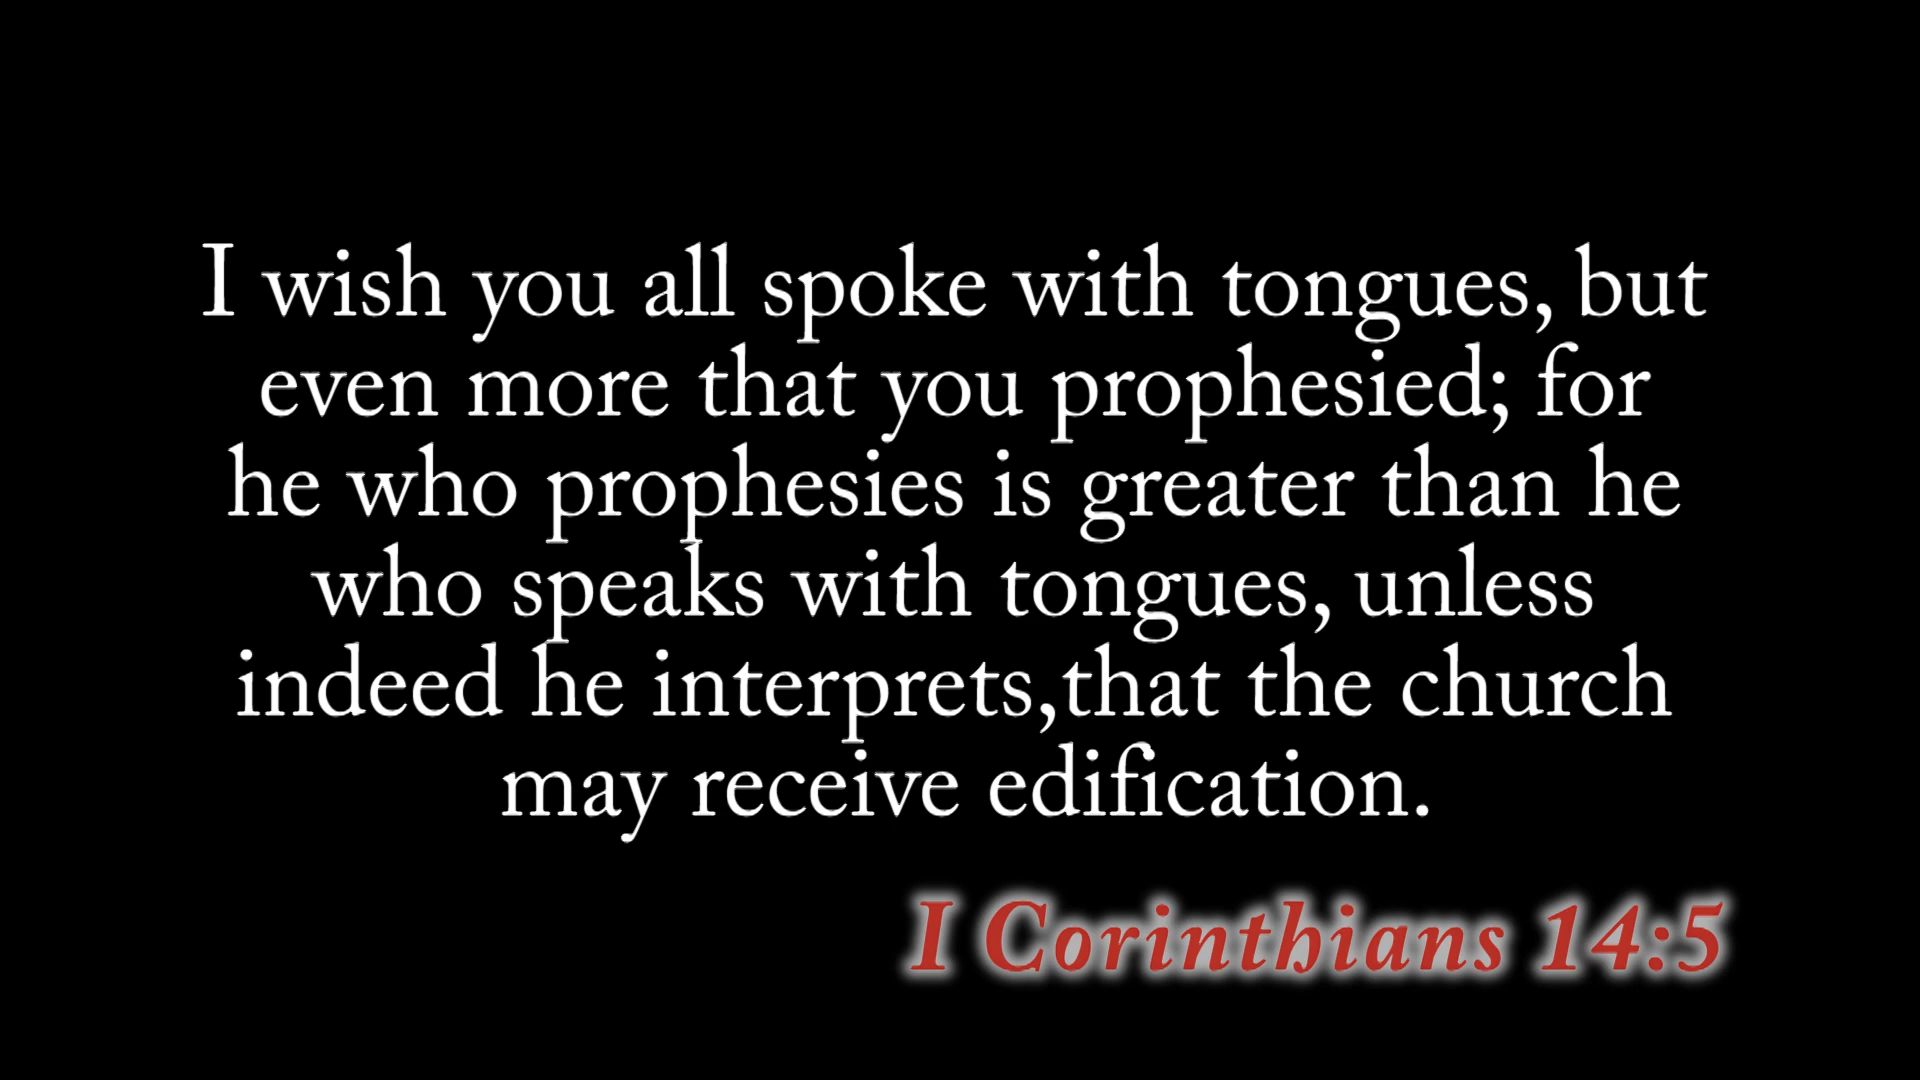 I wish you all spoke with tongues, but
even more that you prophesied; for
he who prophesies is greater than he
who speaks with tongues, unless
indeed he interprets,that the church
may receive edification.
I Corinthians 14:5